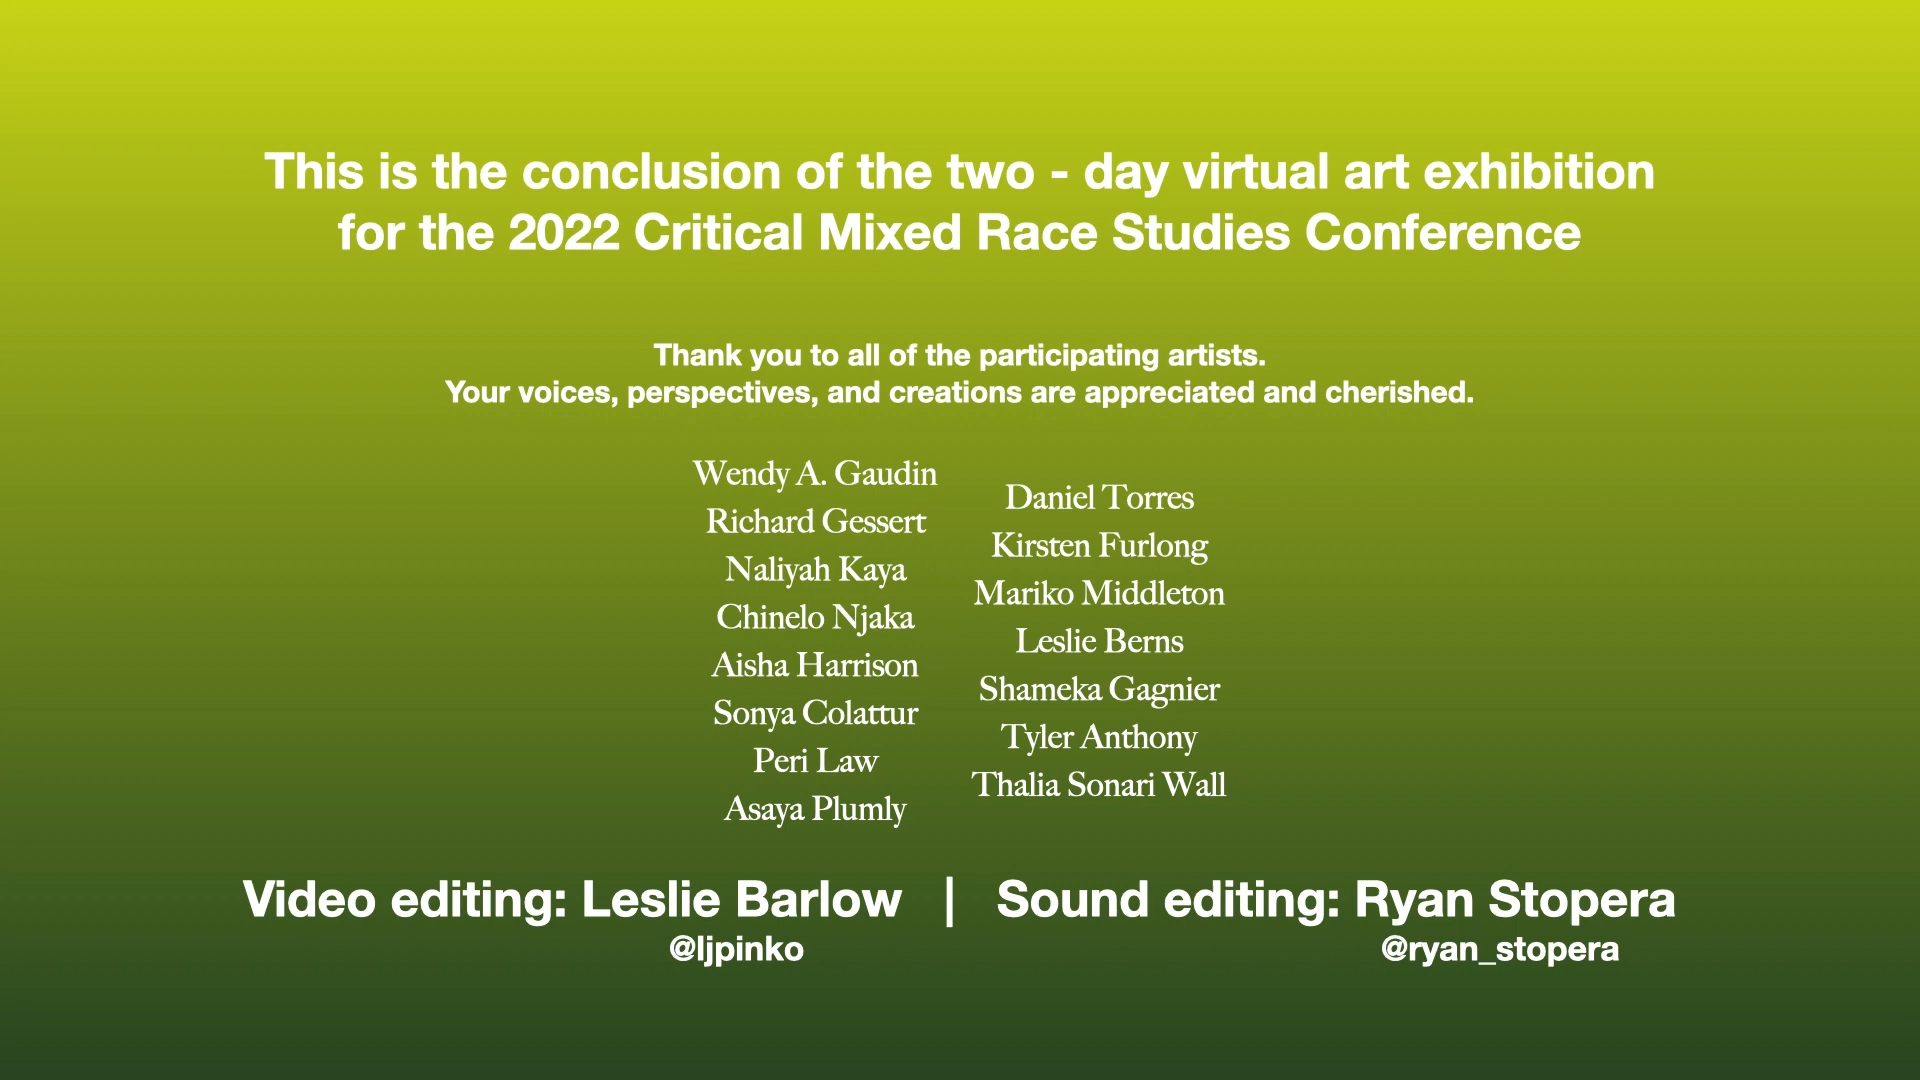 This is the conclusion of the two - day virtual art exhibition
for the 2022 Critical Mixed Race Studies Conference
Thank you to all of the participating artists.
Your voices, perspectives, and creations are appreciated and cherished.
Wendy A. Gaudin
Richard Gessert
Naliyah Kaya
Chinelo Njaka
Aisha Harrison
Sonya Colattur
Peri Law
Asaya Plumly
Daniel Torres
Kirsten Furlong
Mariko Middleton
Leslie Berns
Shameka Gagnier
Tyler Anthony
Thalia Sonari Wall
Video editing: Leslie Barlow | Sound editing: Ryan Stopera
@ljpinko @ryan_stopera